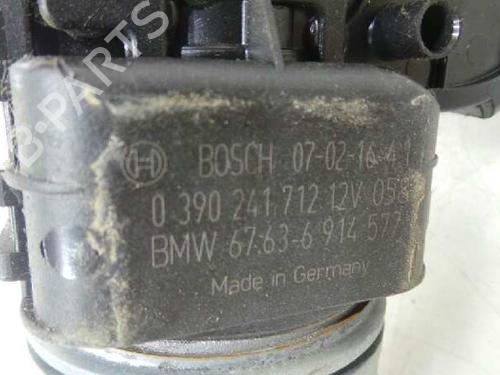 B-PARTS
BOSCH 07-02-16 4 1
0 390 241 712 12V 058
BMW 67.63-6 914 577
Made in Germany